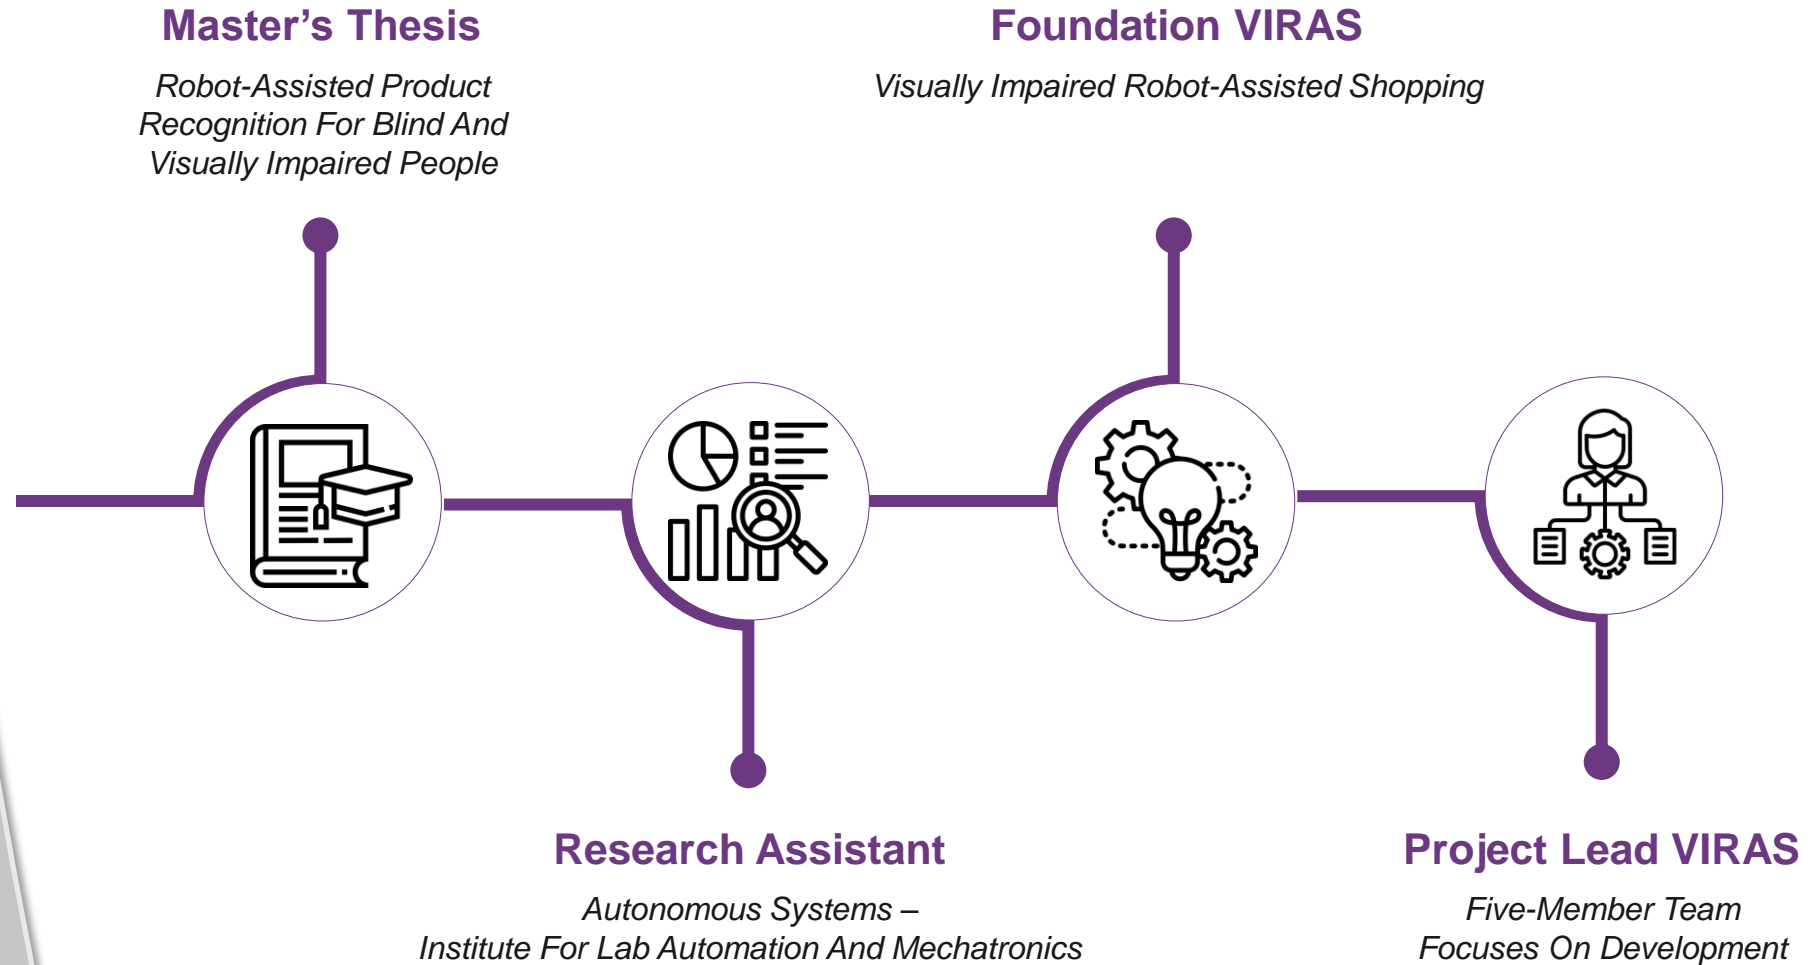 Master’s Thesis
Robot-Assisted Product
Recognition For Blind And
Visually Impaired People
Foundation VIRAS
Visually Impaired Robot-Assisted Shopping
Research Assistant
Autonomous Systems –
Institute For Lab Automation And Mechatronics
Project Lead VIRAS
Five-Member Team
Focuses On Development